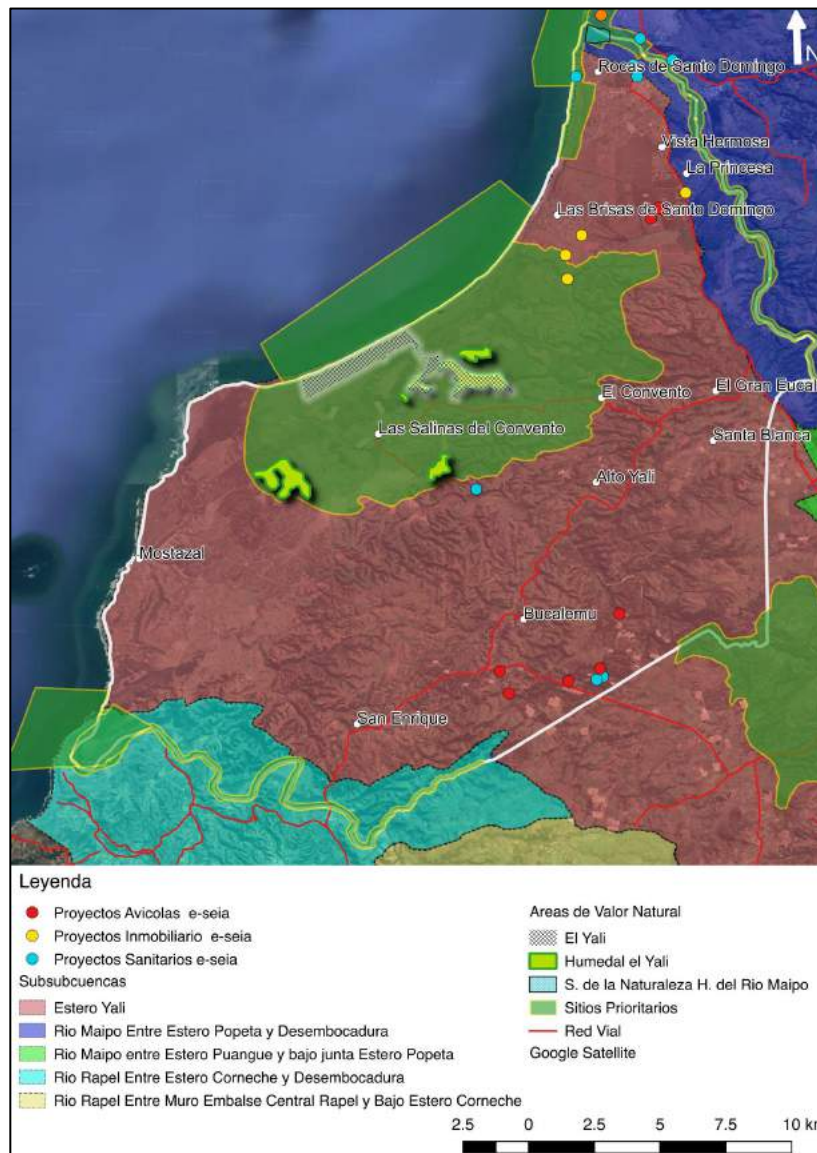 N
Rocas de Santo Domingo
Vista Hermosa
La Princesa
Las Brisas de Santo Domingo
El Convento
El Gran Eucal
Las Salinas del Convento
Santa Blanca
Alto Yali
Mostazal
Bucalemu
San Enrique
Leyenda
Proyectos Avicolas e-seia
Proyectos Inmobiliario e-seia
Proyectos Sanitarios e-seia
Subsubcuencas
Estero Yali
Rio Maipo Entre Estero Popeta y Desembocadura
Rio Maipo entre Estero Puangue y bajo junta Estero Popeta
Rio Rapel Entre Estero Corneche y Desembocadura
Rio Rapel Entre Muro Embalse Central Rapel y Bajo Estero Corneche
Areas de Valor Natural
El Yali
Humedal el Yali
S. de la Naturaleza H. del Rio Maipo
Sitios Prioritarios
Red Vial
Google Satellite
2.5 0 2.5 5 7.5 10 km